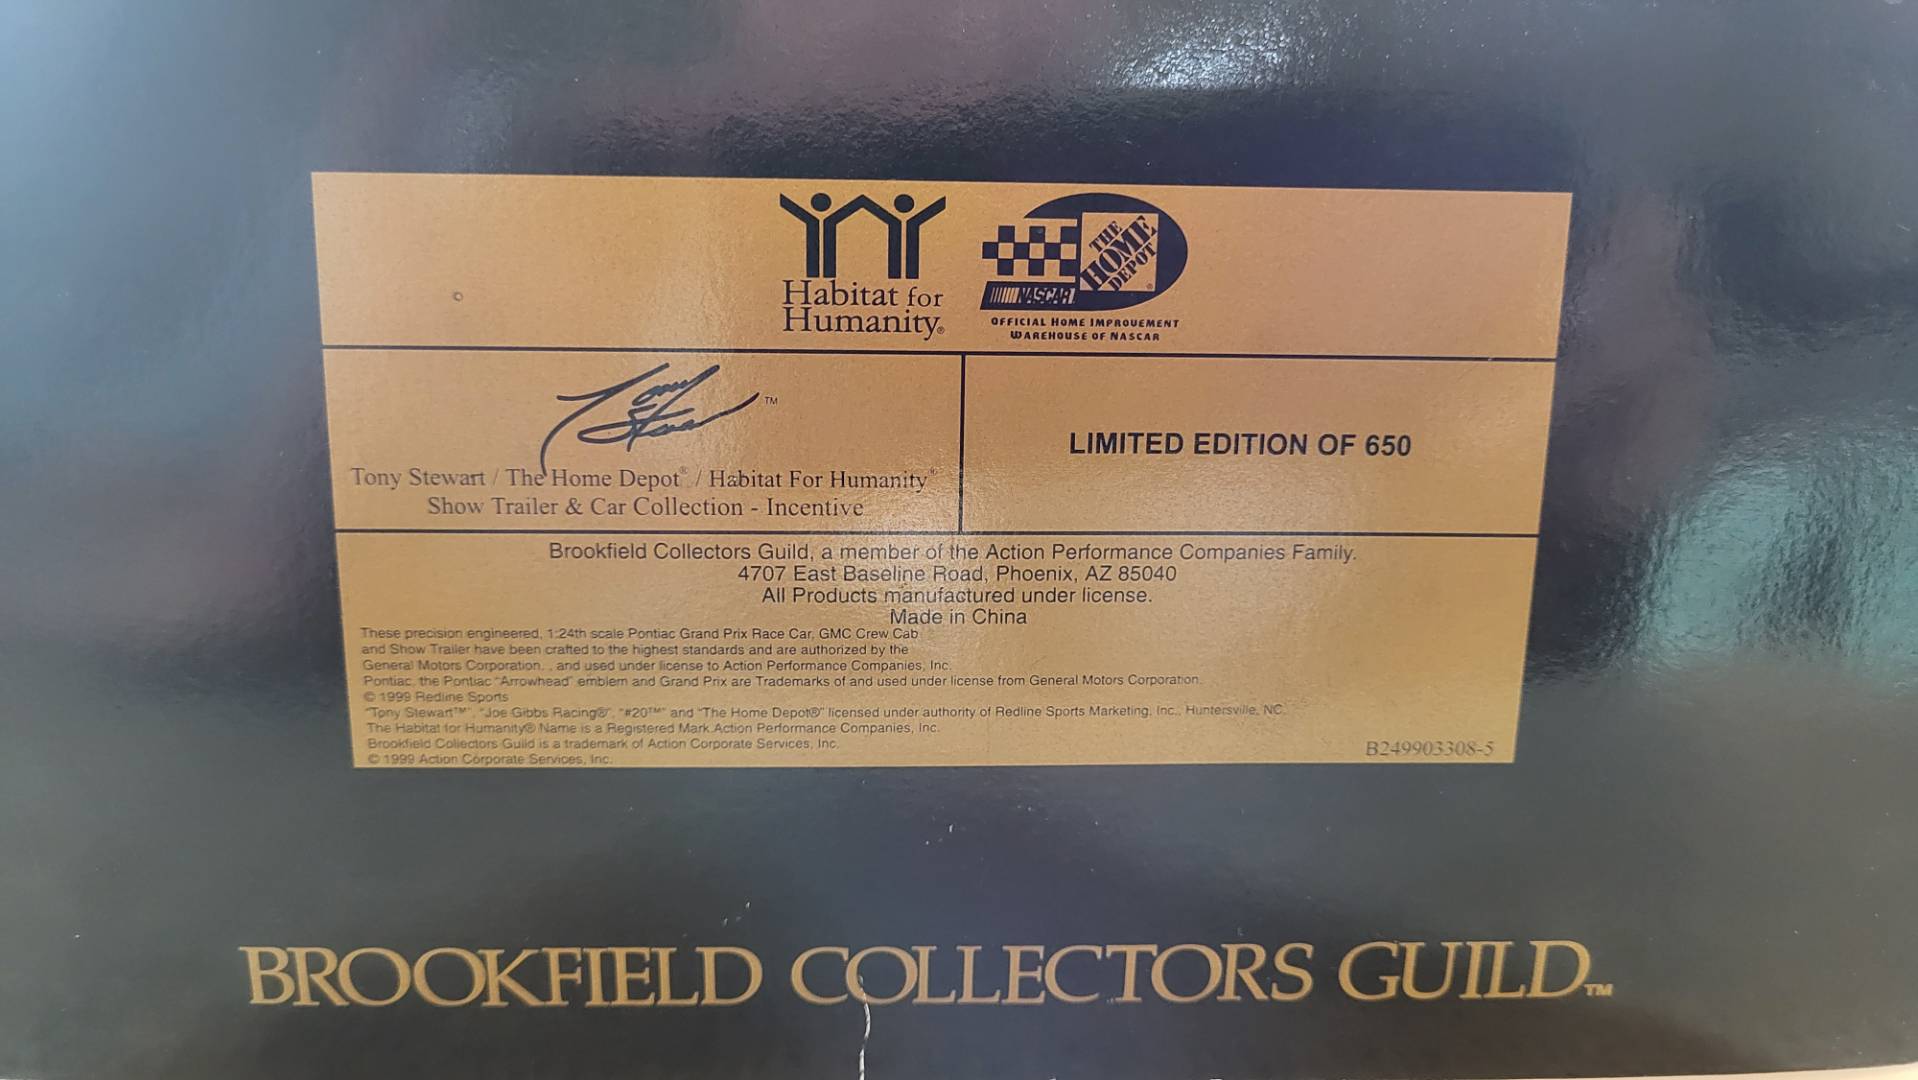 Habitat for
Humanity®
THE
HOME
DEPOT
NASCAR
OFFICIAL HOME IMPROVEMENT
WAREHOUSE OF NASCAR
Tony Stewart ™
Tony Stewart / The Home Depot® / Habitat For Humanity®
Show Trailer & Car Collection - Incentive
LIMITED EDITION OF 650
Brookfield Collectors Guild, a member of the Action Performance Companies Family.
4707 East Baseline Road, Phoenix, AZ 85040
All Products manufactured under license.
Made in China
These precision engineered, 1:24th scale Pontiac Grand Prix Race Car, GMC Crew Cab
and Show Trailer have been crafted to the highest standards and are authorized by the
General Motors Corporation. , and used under license to Action Performance Companies, Inc.
Pontiac, the Pontiac "Arrowhead" emblem and Grand Prix are Trademarks of and used under license from General Motors Corporation.
© 1999 Redline Sports
"Tony Stewart™", "Joe Gibbs Racing®", "#20™" and "The Home Depot®" licensed under authority of Redline Sports Marketing, Inc., Huntersville, NC.
The Habitat for Humanity® Name is a Registered Mark Action Performance Companies, Inc.
Brookfield Collectors Guild is a trademark of Action Corporate Services, Inc.
© 1999 Action Corporate Services, Inc.
B249903308-5
BROOKFIELD COLLECTORS GUILD™